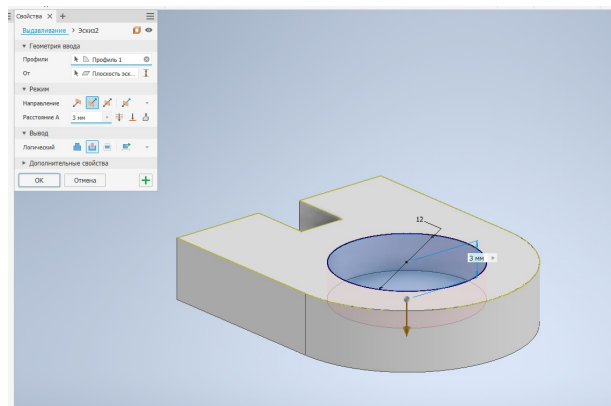 Свойства × +
Выдавливание > Эскиз2
Геометрия ввода
Профили Профиль 1
От Плоскость эск...
Режим
Направление
Расстояние A 3 мм
Вывод
Логический
Дополнительные свойства
OK Отмена +
12
3 мм